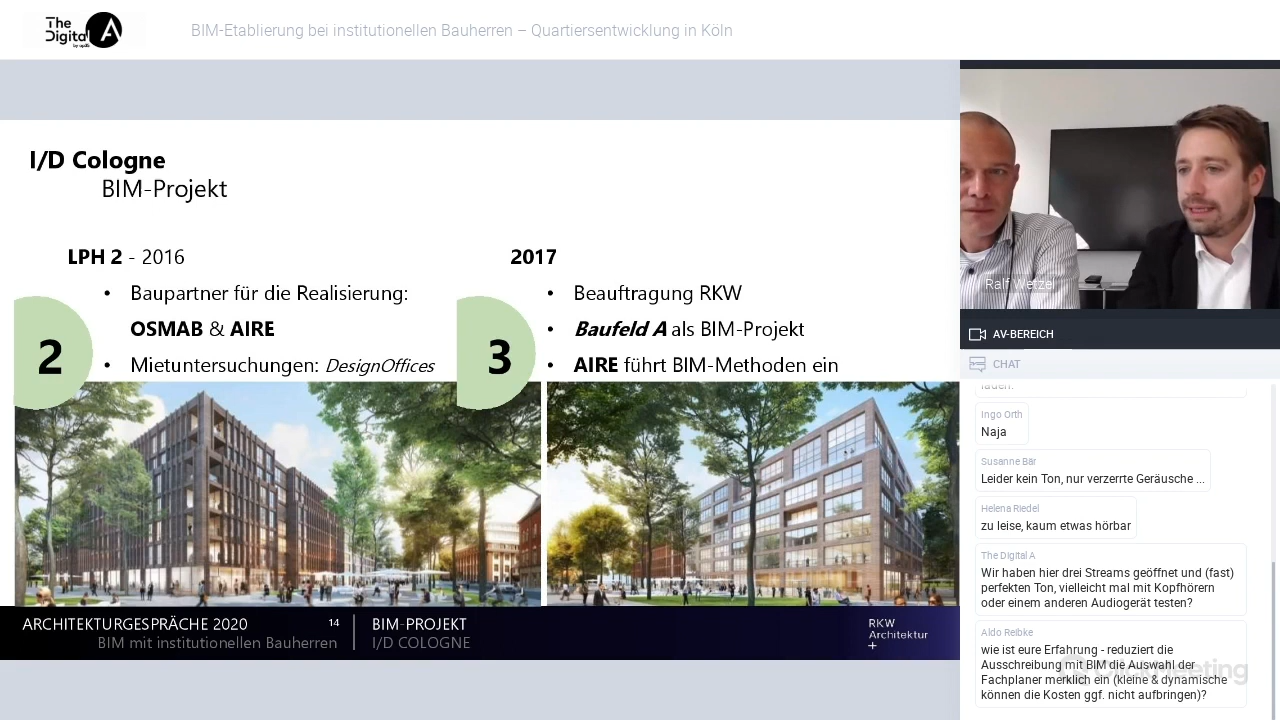 The
Digital
A
BIM-Etablierung bei institutionellen Bauherren – Quartiersentwicklung in Köln
I/D Cologne
BIM-Projekt
LPH 2 - 2016
• Baupartner für die Realisierung:
OSMAB & AIRE
• Mietuntersuchungen: DesignOffices
2
2017
• Beauftragung RKW
• Baufeld A als BIM-Projekt
• AIRE führt BIM-Methoden ein
3
ARCHITEKTURGESPRÄCHE 2020
14
BIM mit institutionellen Bauherren
BIM-PROJEKT
I/D COLOGNE
RKW
Architektur
+
Ralf Wetzel
AV-BEREICH
CHAT
laden.
Ingo Orth
Naja
Susanne Bär
Leider kein Ton, nur verzerrte Geräusche ...
Helena Riedel
zu leise, kaum etwas hörbar
The Digital A
Wir haben hier drei Streams geöffnet und (fast)
perfekten Ton, vielleicht mal mit Kopfhörern
oder einem anderen Audiogerät testen?
Aldo Reibke
wie ist eure Erfahrung - reduziert die
Ausschreibung mit BIM die Auswahl der
Fachplaner merklich ein (kleine & dynamische
können die Kosten ggf. nicht aufbringen)?